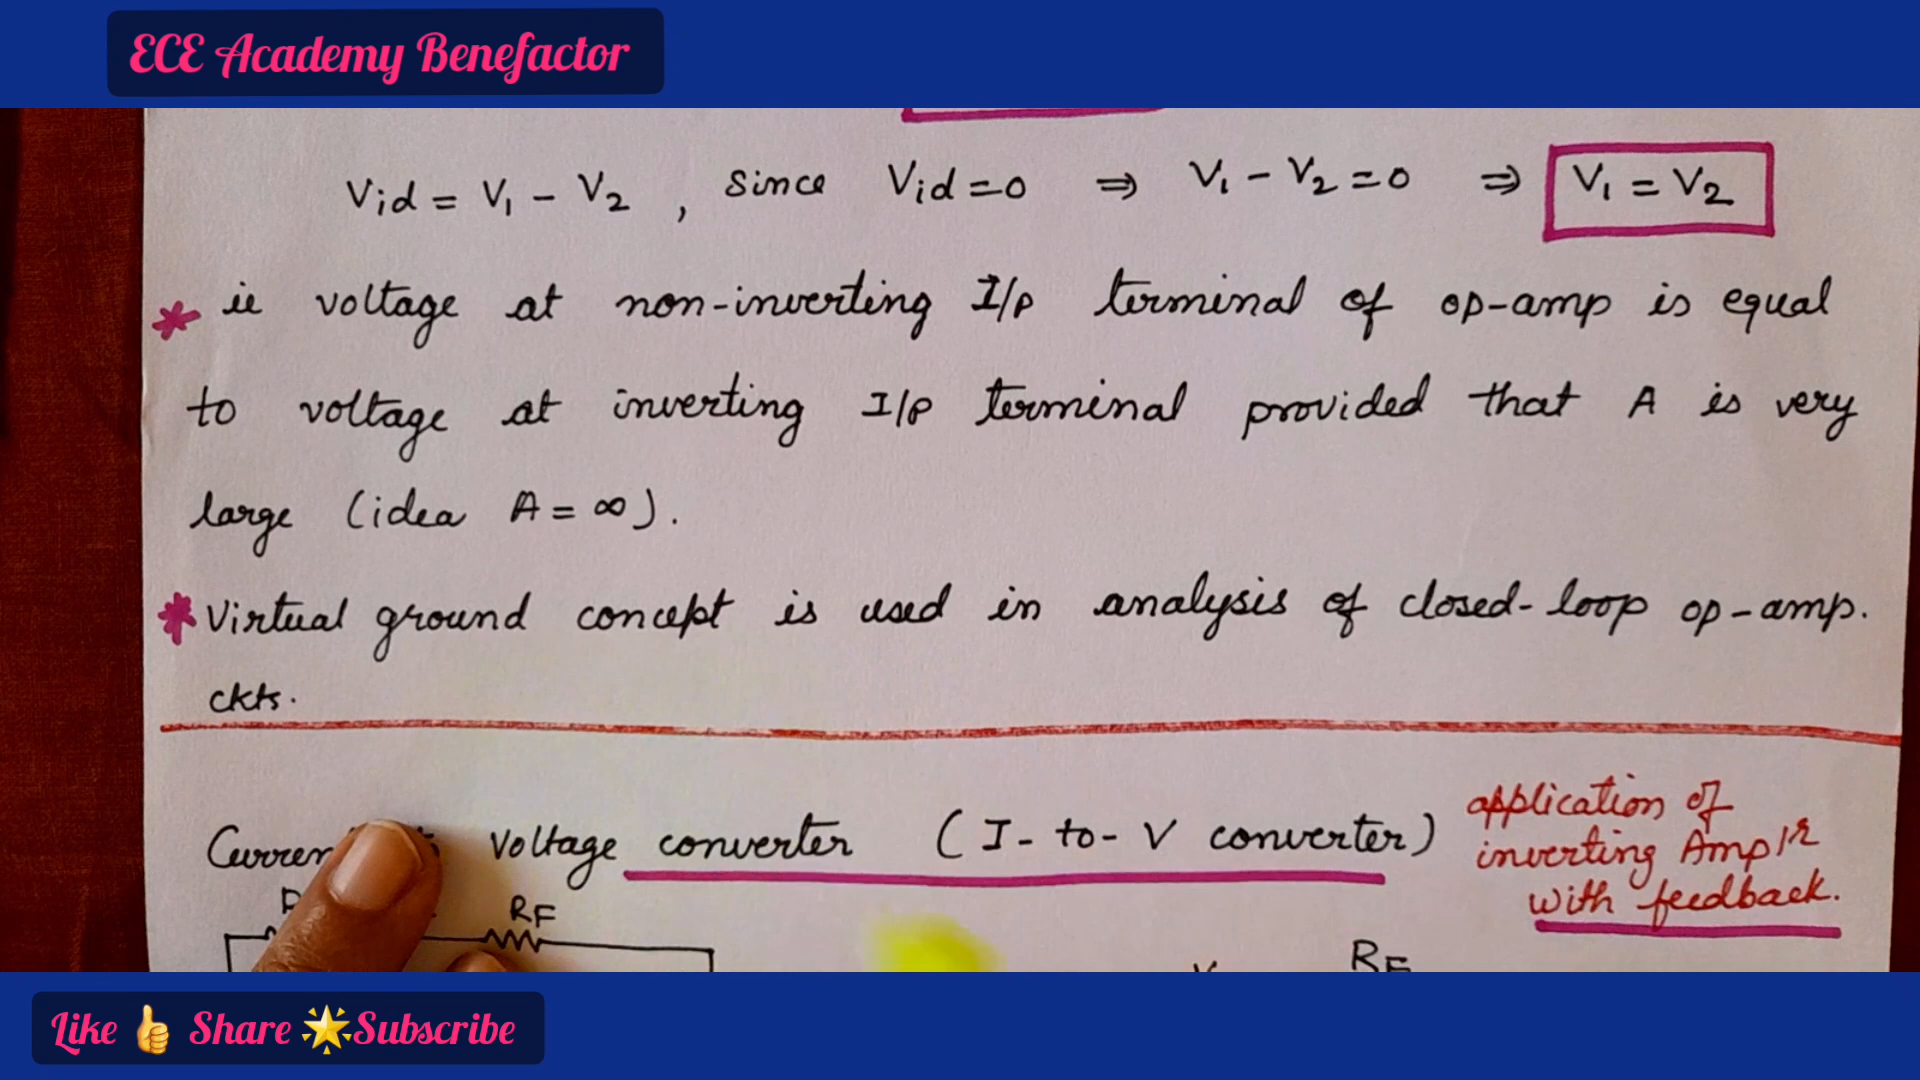 ECE Academy Benefactor
Vid = V1 - V2 , since Vid = 0 ⇒ V1 - V2 = 0 ⇒ V1 = V2
* ie voltage at non-inverting I/p terminal of op-amp is equal
to voltage at inverting I/p terminal provided that A is very
large (idea A = ∞).
* Virtual ground concept is used in analysis of closed-loop op-amp.
ckts.
application of
voltage converter (I-to-V converter)
inverting Amplr
with feedback.
RF
RF
Like 👍 Share 🌟Subscribe